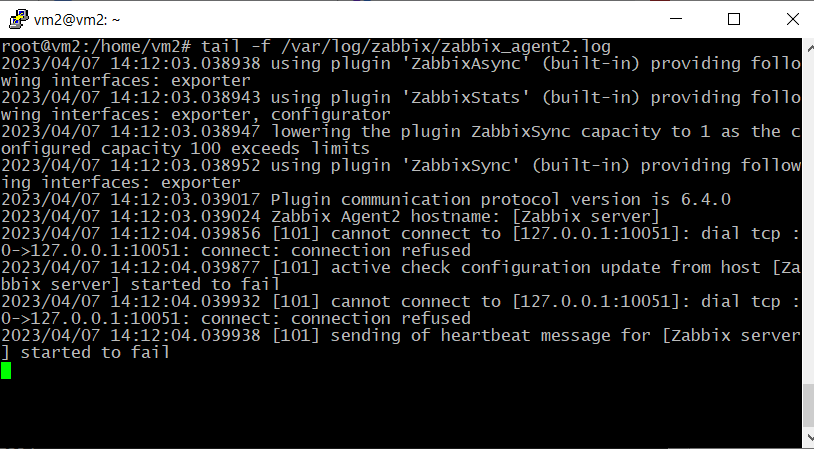 vm2@vm2: ~
root@vm2:/home/vm2# tail -f /var/log/zabbix/zabbix_agent2.log
2023/04/07 14:12:03.038938 using plugin 'ZabbixAsync' (built-in) providing follo
wing interfaces: exporter
2023/04/07 14:12:03.038943 using plugin 'ZabbixStats' (built-in) providing follo
wing interfaces: exporter, configurator
2023/04/07 14:12:03.038947 lowering the plugin ZabbixSync capacity to 1 as the c
onfigured capacity 100 exceeds limits
2023/04/07 14:12:03.038952 using plugin 'ZabbixSync' (built-in) providing follow
ing interfaces: exporter
2023/04/07 14:12:03.039017 Plugin communication protocol version is 6.4.0
2023/04/07 14:12:03.039024 Zabbix Agent2 hostname: [Zabbix server]
2023/04/07 14:12:04.039856 [101] cannot connect to [127.0.0.1:10051]: dial tcp :
0->127.0.0.1:10051: connect: connection refused
2023/04/07 14:12:04.039877 [101] active check configuration update from host [Za
bbix server] started to fail
2023/04/07 14:12:04.039932 [101] cannot connect to [127.0.0.1:10051]: dial tcp :
0->127.0.0.1:10051: connect: connection refused
2023/04/07 14:12:04.039938 [101] sending of heartbeat message for [Zabbix server
] started to fail